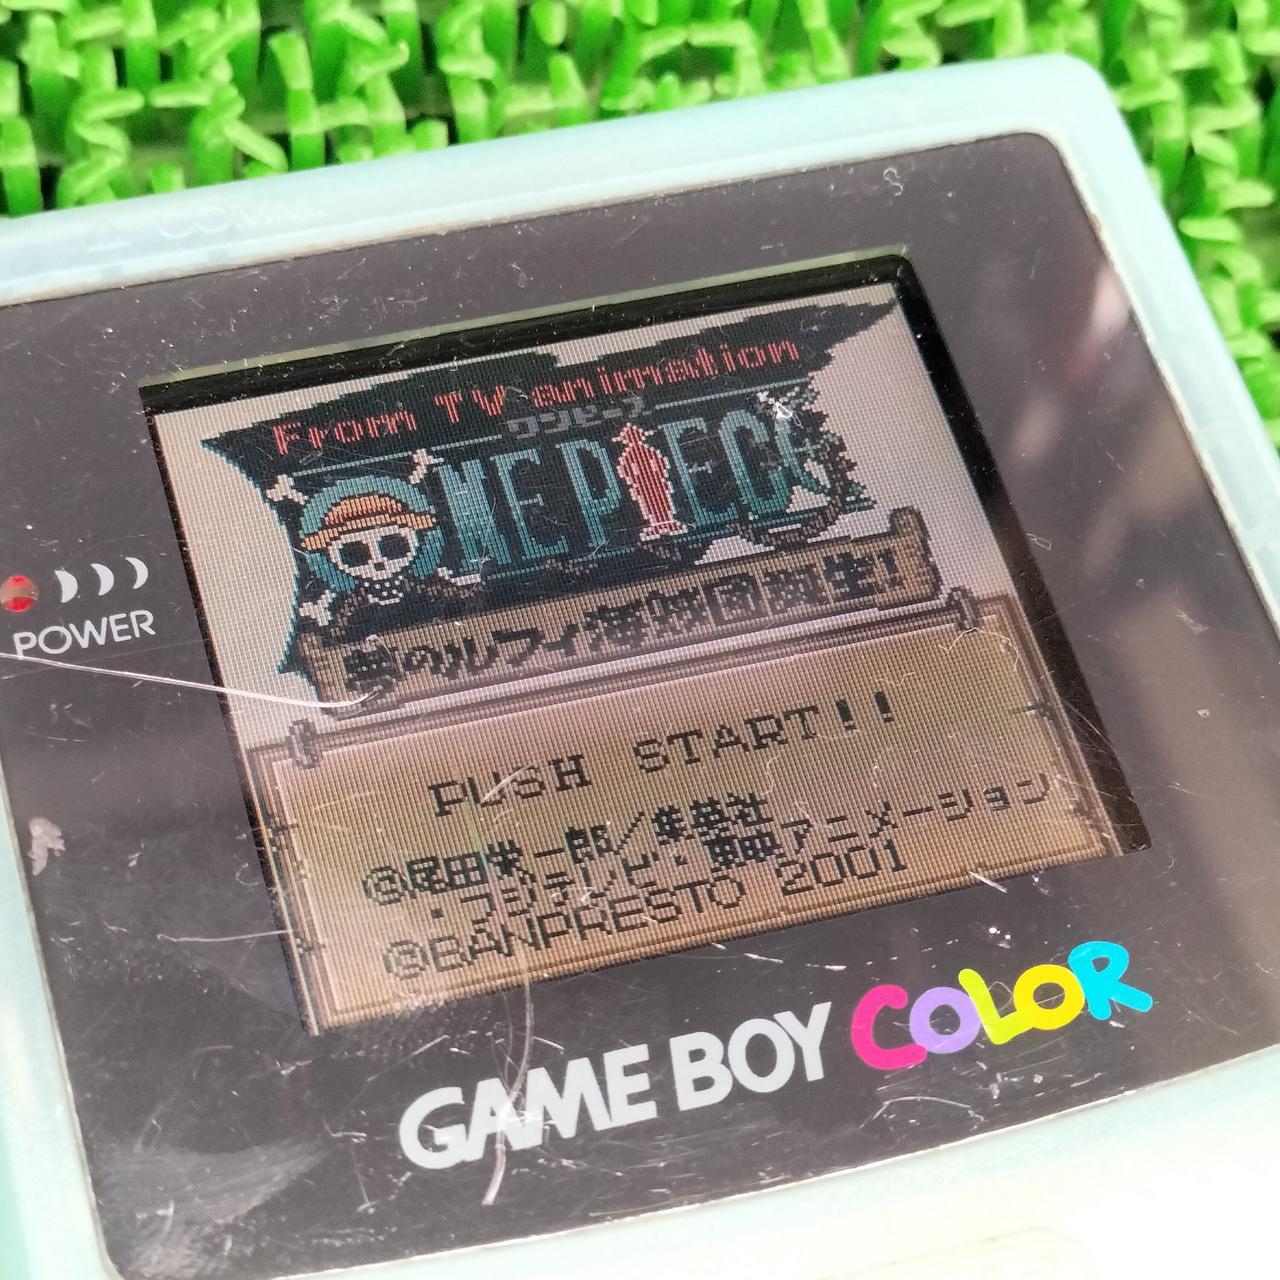 COMM.
From TV animation
ワンピース
ONE PIECE
夢のルフィ海賊団誕生!
PUSH START!!
©尾田栄一郎/集英社
・フジテレビ・東映アニメーション
©BANPRESTO 2001
POWER
GAME BOY COLOR